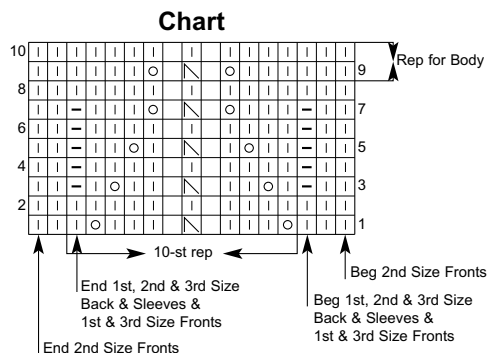 Chart
10
9
Rep for Body
8
7
6
5
4
3
2
1
10-st rep
Beg 2nd Size Fronts
End 1st, 2nd & 3rd Size
Back & Sleeves &
1st & 3rd Size Fronts
Beg 1st, 2nd & 3rd Size
Back & Sleeves &
1st & 3rd Size Fronts
End 2nd Size Fronts